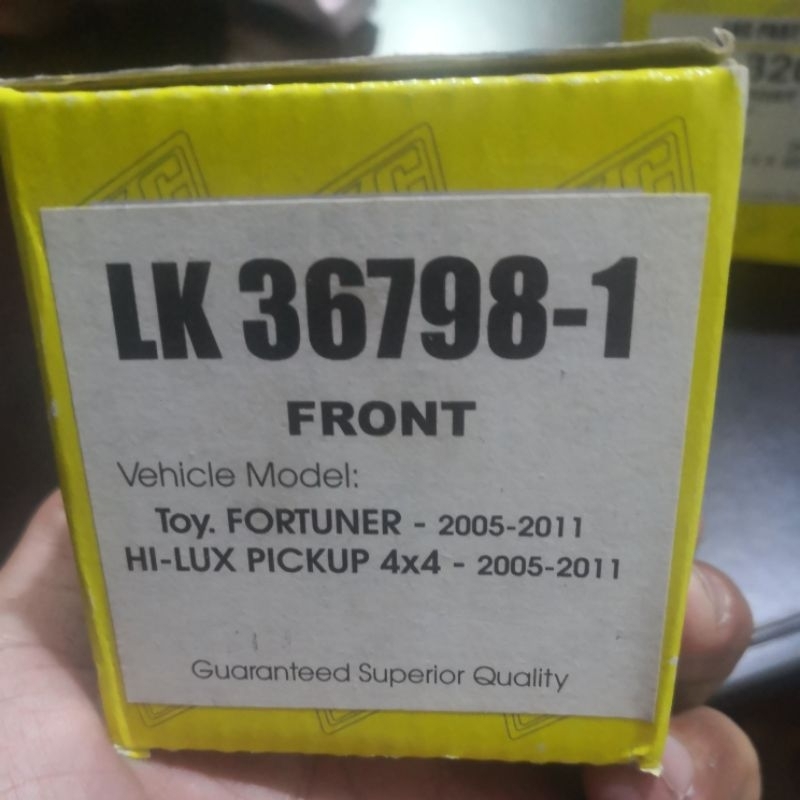 LK 36798-1
FRONT
Vehicle Model:
Toy. FORTUNER - 2005-2011
HI-LUX PICKUP 4x4 - 2005-2011
Guaranteed Superior Quality